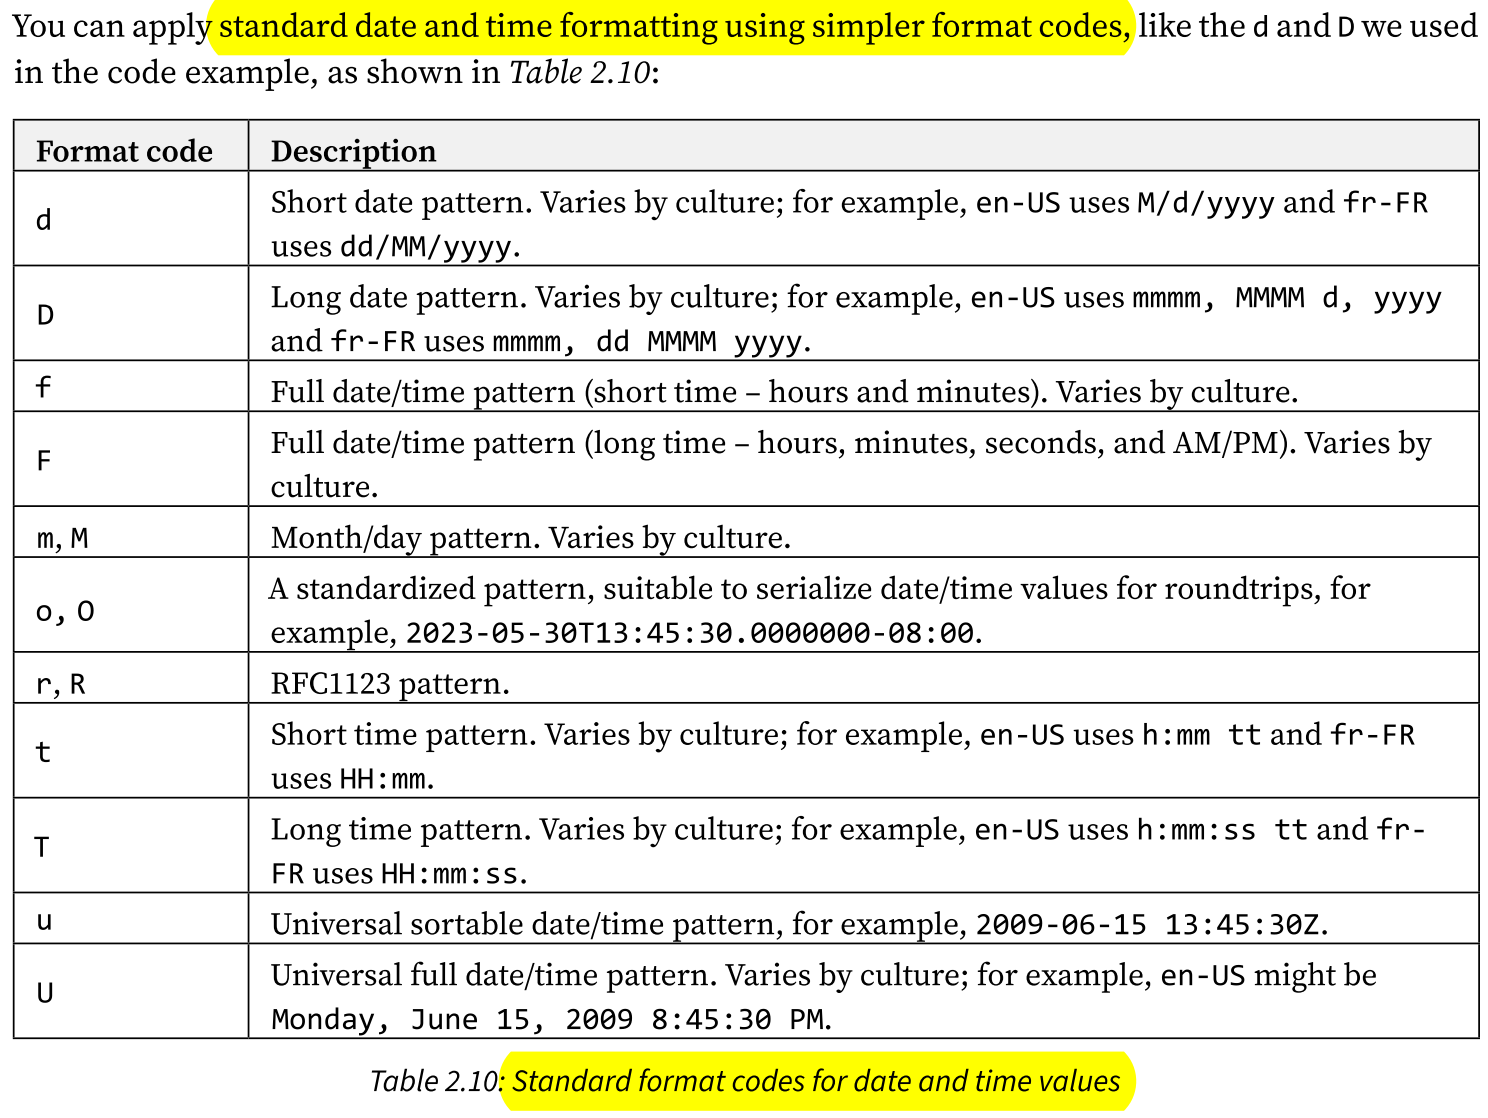 You can apply standard date and time formatting using simpler format codes, like the d and D we used
in the code example, as shown in Table 2.10:
Format code Description
d
Short date pattern. Varies by culture; for example, en-US uses M/d/yyyy and fr-FR
uses dd/MM/yyyy.
D
Long date pattern. Varies by culture; for example, en-US uses mmmm, MMMM d, yyyy
and fr-FR uses mmmm, dd MMMM yyyy.
f
Full date/time pattern (short time – hours and minutes). Varies by culture.
F
Full date/time pattern (long time – hours, minutes, seconds, and AM/PM). Varies by
culture.
m, M
Month/day pattern. Varies by culture.
o, O
A standardized pattern, suitable to serialize date/time values for roundtrips, for
example, 2023-05-30T13:45:30.0000000-08:00.
r, R
RFC1123 pattern.
t
Short time pattern. Varies by culture; for example, en-US uses h:mm tt and fr-FR
uses HH:mm.
T
Long time pattern. Varies by culture; for example, en-US uses h:mm:ss tt and fr-
FR uses HH:mm:ss.
u
Universal sortable date/time pattern, for example, 2009-06-15 13:45:30Z.
U
Universal full date/time pattern. Varies by culture; for example, en-US might be
Monday, June 15, 2009 8:45:30 PM.
Table 2.10: Standard format codes for date and time values